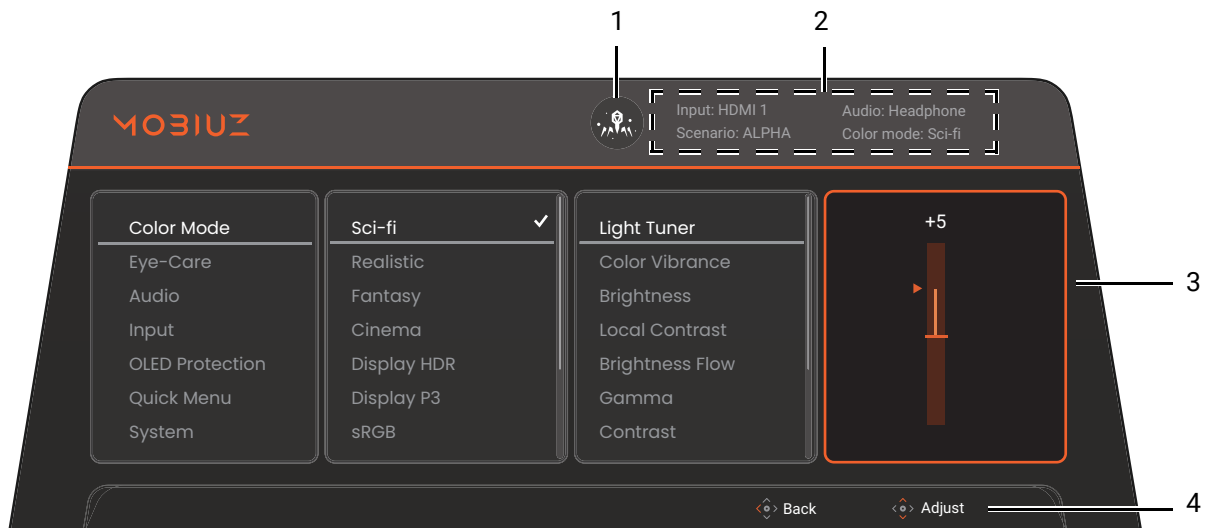 1
2
MOBIUZ
Input: HDMI 1
Audio: Headphone
Scenario: ALPHA
Color mode: Sci-fi
Color Mode
Eye-Care
Audio
Input
OLED Protection
Quick Menu
System
Sci-fi
Realistic
Fantasy
Cinema
Display HDR
Display P3
sRGB
Light Tuner
Color Vibrance
Brightness
Local Contrast
Brightness Flow
Gamma
Contrast
+5
3
Back
Adjust
4